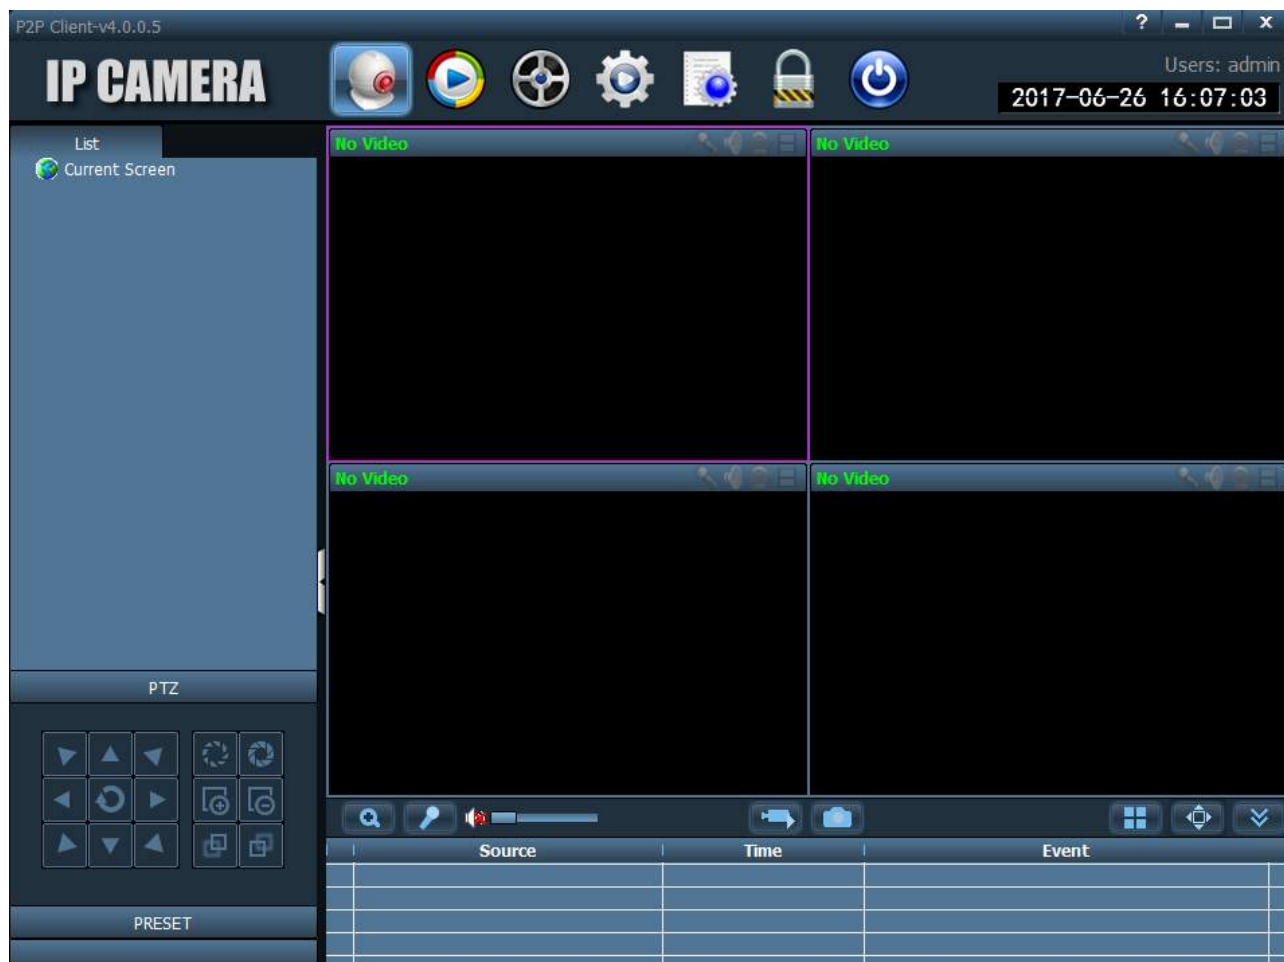 P2P Client-v4.0.0.5
?
IP CAMERA
Users: admin
2017-06-26 16:07:03
List
Current Screen
No Video
No Video
No Video
No Video
PTZ
Source Time Event
PRESET